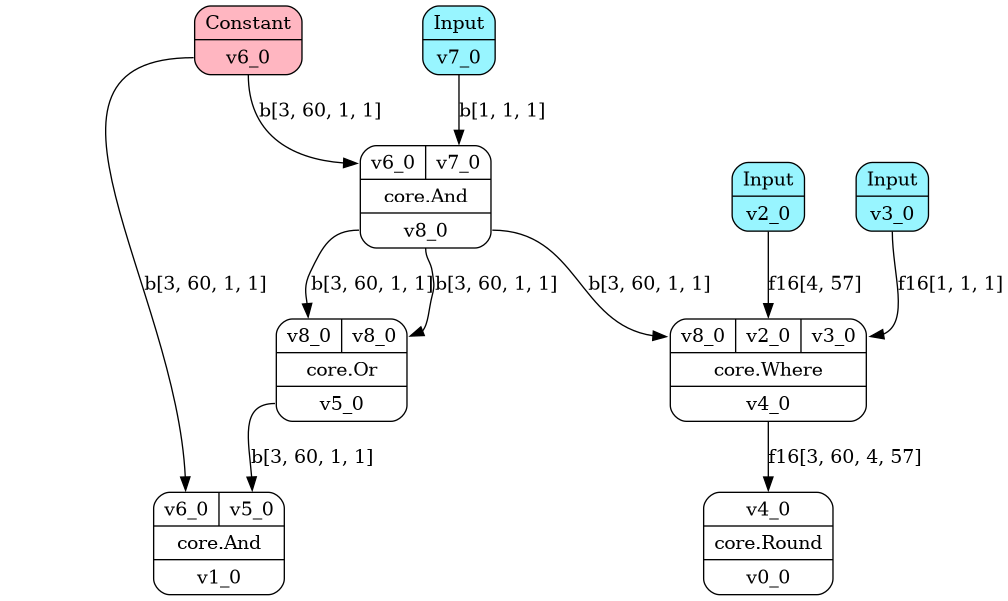 Constant
v6_0
Input
v7_0
b[3, 60, 1, 1]
b[1, 1, 1]
v6_0 v7_0
core.And
v8_0
Input
v2_0
Input
v3_0
b[3, 60, 1, 1]
b[3, 60, 1, 1]
b[3, 60, 1, 1]
b[3, 60, 1, 1]
f16[4, 57]
f16[1, 1, 1]
v8_0 v8_0
core.Or
v5_0
v8_0 v2_0 v3_0
core.Where
v4_0
b[3, 60, 1, 1]
f16[3, 60, 4, 57]
v6_0 v5_0
core.And
v1_0
v4_0
core.Round
v0_0